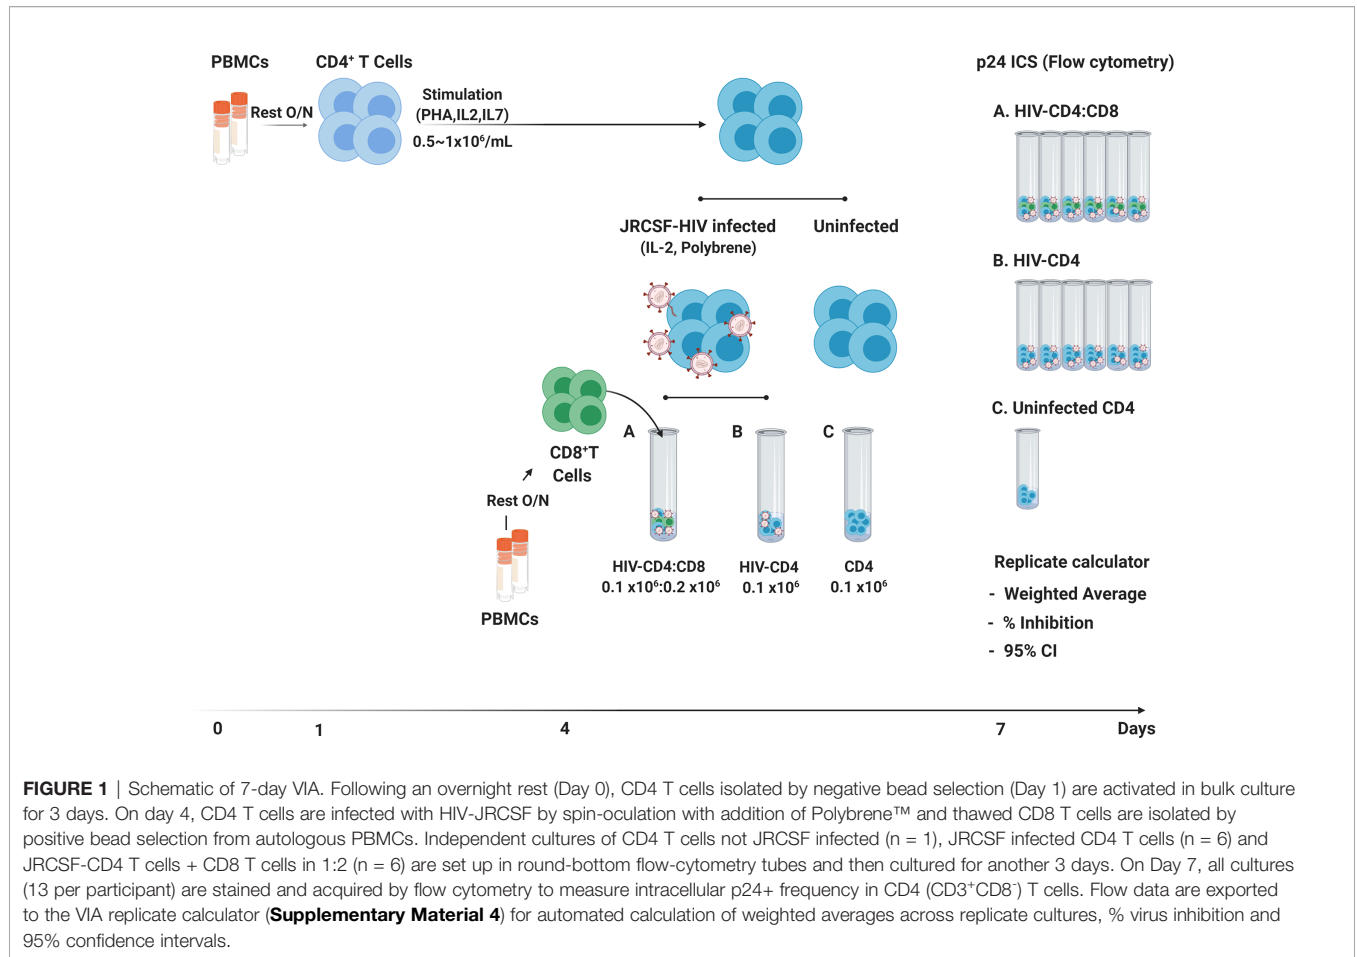 PBMCs
CD4⁺ T Cells
Rest O/N
Stimulation
(PHA,IL2,IL7)
0.5~1x10⁶/mL
p24 ICS (Flow cytometry)
A. HIV-CD4:CD8
JRCSF-HIV infected
(IL-2, Polybrene)
Uninfected
B. HIV-CD4
C. Uninfected CD4
CD8⁺T
Cells
Rest O/N
PBMCs
A
B
C
HIV-CD4:CD8
0.1 x10⁶:0.2 x10⁶
HIV-CD4
0.1 x10⁶
CD4
0.1 x10⁶
Replicate calculator
- Weighted Average
- % Inhibition
- 95% CI
0
1
4
7
Days
FIGURE 1 | Schematic of 7-day VIA. Following an overnight rest (Day 0), CD4 T cells isolated by negative bead selection (Day 1) are activated in bulk culture
for 3 days. On day 4, CD4 T cells are infected with HIV-JRCSF by spin-oculation with addition of Polybrene™ and thawed CD8 T cells are isolated by
positive bead selection from autologous PBMCs. Independent cultures of CD4 T cells not JRCSF infected (n = 1), JRCSF infected CD4 T cells (n = 6) and
JRCSF-CD4 T cells + CD8 T cells in 1:2 (n = 6) are set up in round-bottom flow-cytometry tubes and then cultured for another 3 days. On Day 7, all cultures
(13 per participant) are stained and acquired by flow cytometry to measure intracellular p24+ frequency in CD4 (CD3⁺CD8⁻) T cells. Flow data are exported
to the VIA replicate calculator (Supplementary Material 4) for automated calculation of weighted averages across replicate cultures, % virus inhibition and
95% confidence intervals.